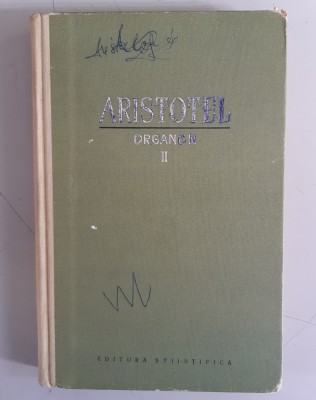 ARISTOTEL
ORGANON
II
EDITURA ȘTIINȚIFICĂ